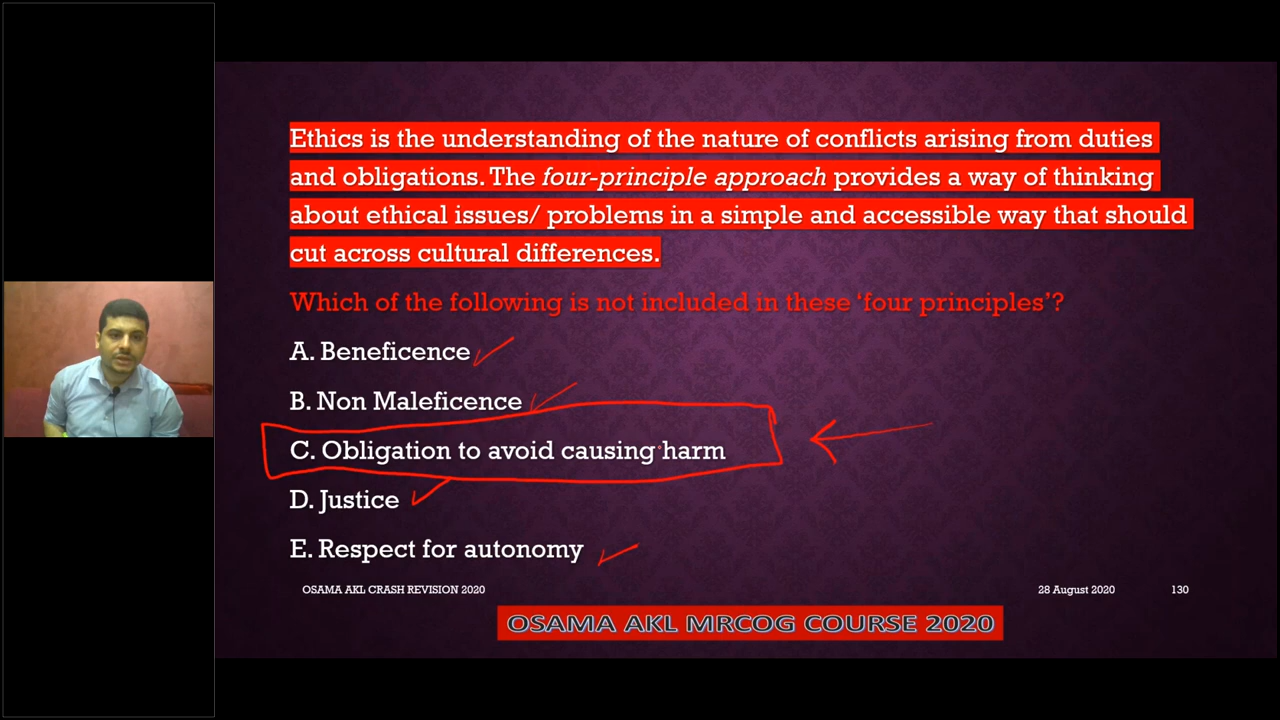 Ethics is the understanding of the nature of conflicts arising from duties
and obligations. The four-principle approach provides a way of thinking
about ethical issues/ problems in a simple and accessible way that should
cut across cultural differences.
Which of the following is not included in these ‘four principles’?
A. Beneficence
B. Non Maleficence
C. Obligation to avoid causing harm
D. Justice
E. Respect for autonomy
OSAMA AKL CRASH REVISION 2020
28 August 2020
130
OSAMA AKL MRCOG COURSE 2020